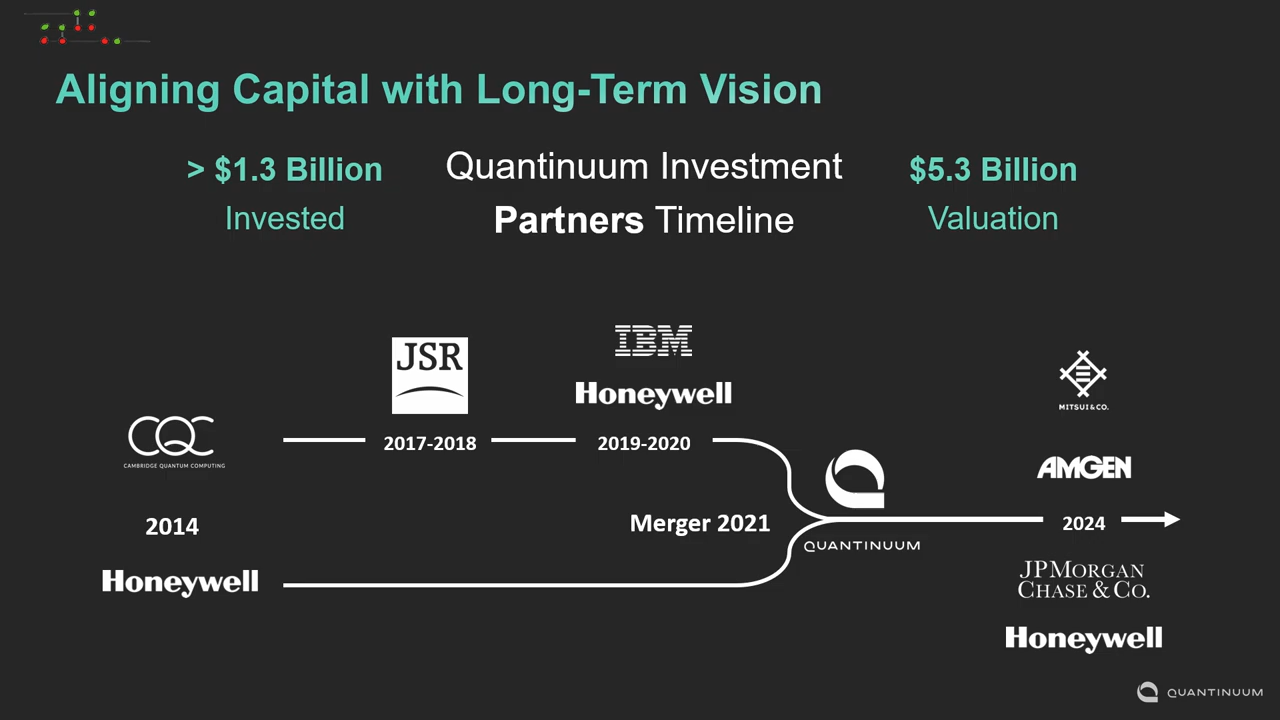 Aligning Capital with Long-Term Vision
> $1.3 Billion
Invested
Quantinuum Investment
Partners Timeline
$5.3 Billion
Valuation
CQC
CAMBRIDGE QUANTUM COMPUTING
2014
Honeywell
JSR
2017-2018
IBM
Honeywell
2019-2020
Merger 2021
QUANTINUUM
MITSUI & CO.
AMGEN
2024
JPMORGAN
CHASE & CO.
Honeywell
QUANTINUUM